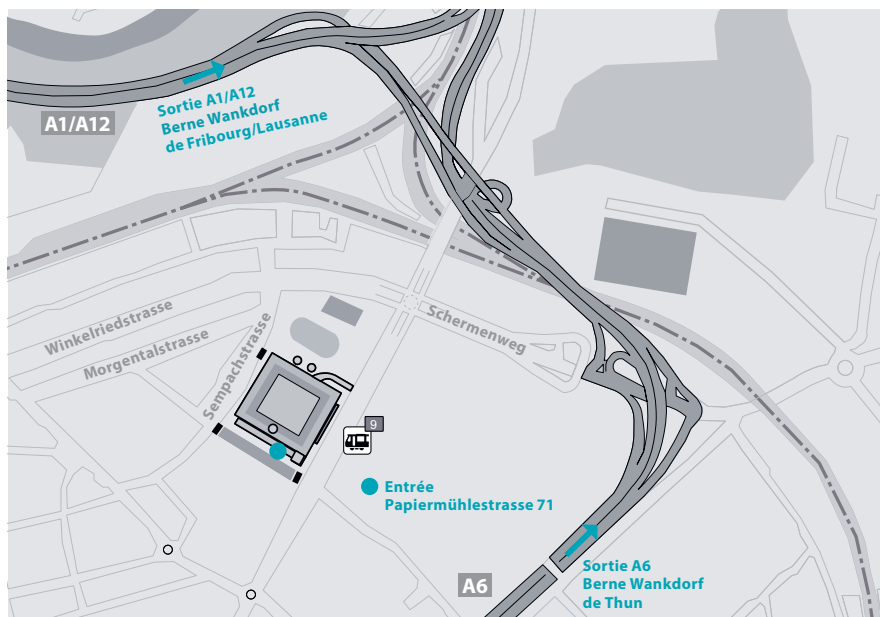 Sortie A1/A12
Berne Wankdorf
de Fribourg/Lausanne
A1/A12
Winkelriedstrasse
Morgentalstrasse
Sempachstrasse
Schermenweg
9
Entrée
Papiermühlestrasse 71
A6
Sortie A6
Berne Wankdorf
de Thun